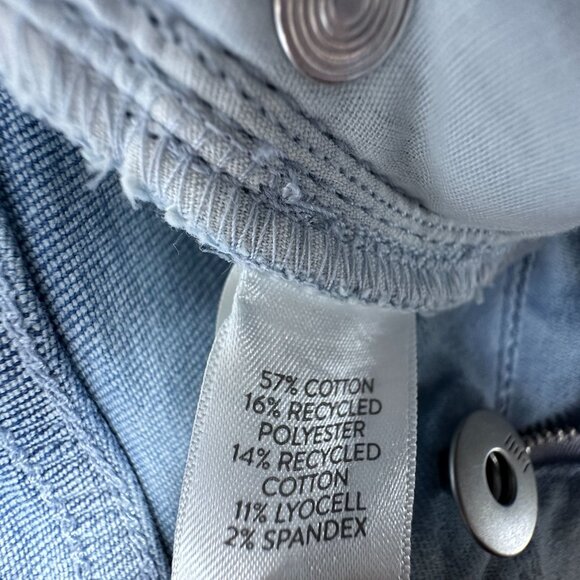 57% COTTON
16% RECYCLED
POLYESTER
14% RECYCLED
COTTON
11% LYOCELL
2% SPANDEX